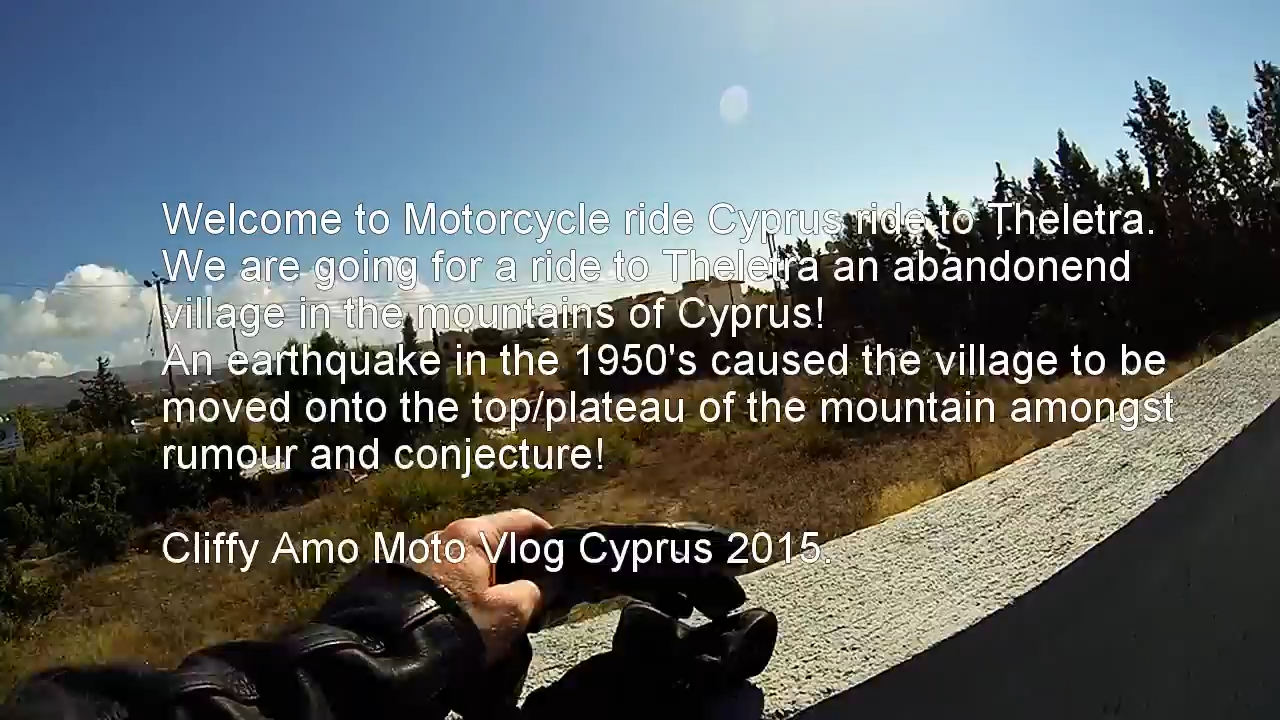 Welcome to Motorcycle ride Cyprus ride to Theletra.
We are going for a ride to Theletra an abandonend
village in the mountains of Cyprus!
An earthquake in the 1950's caused the village to be
moved onto the top/plateau of the mountain amongst
rumour and conjecture!
Cliffy Amo Moto Vlog Cyprus 2015.